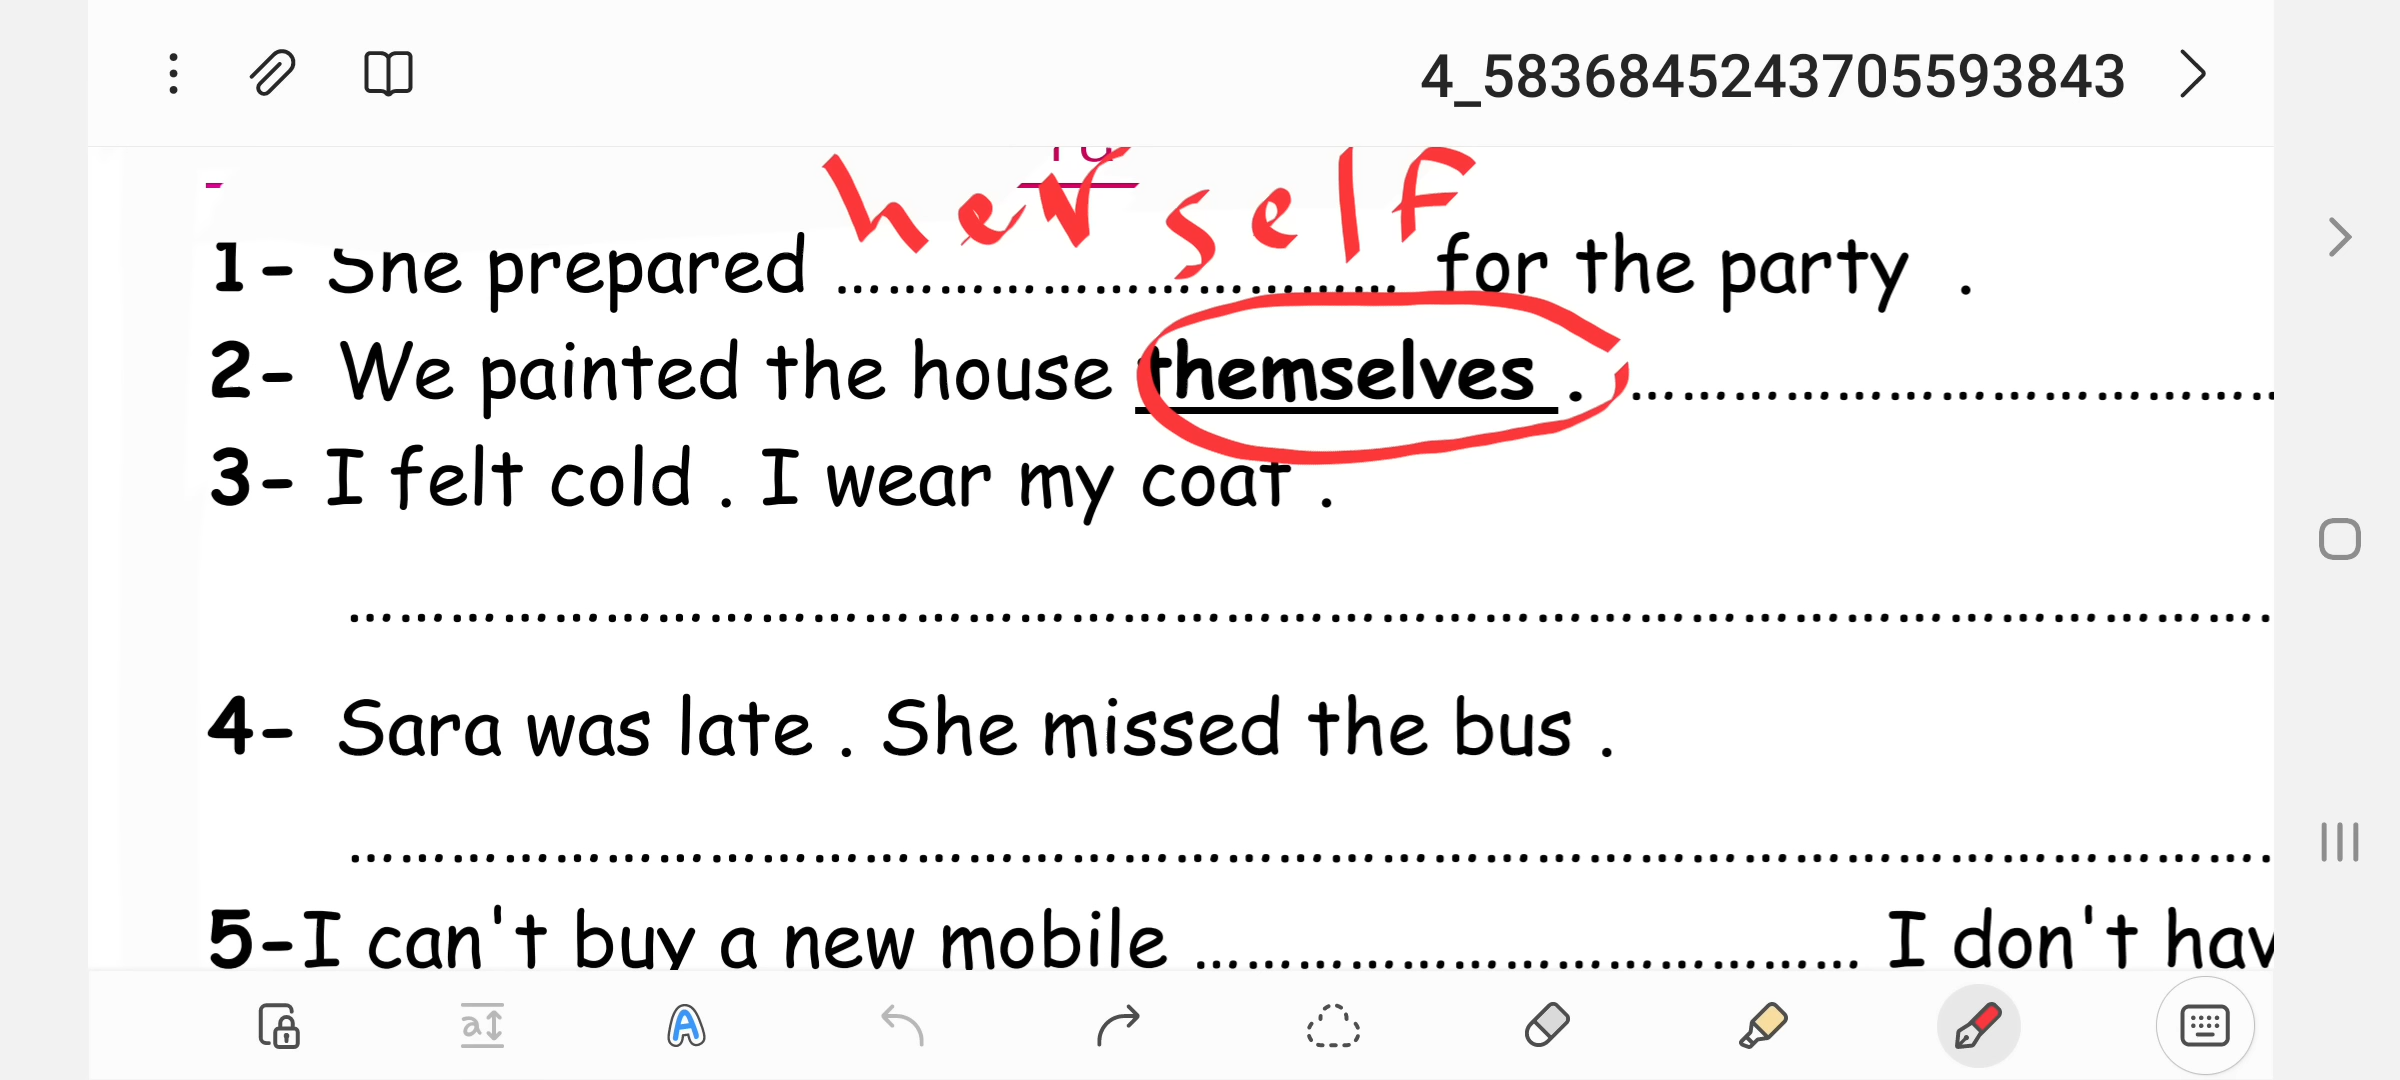 4_5836845243705593843
herself
1- She prepared ........................ for the party .
2- We painted the house themselves . ........................
3- I felt cold . I wear my coat .
........................................................................
4- Sara was late . She missed the bus .
........................................................................
5-I can't buy a new mobile ........................ I don't hav